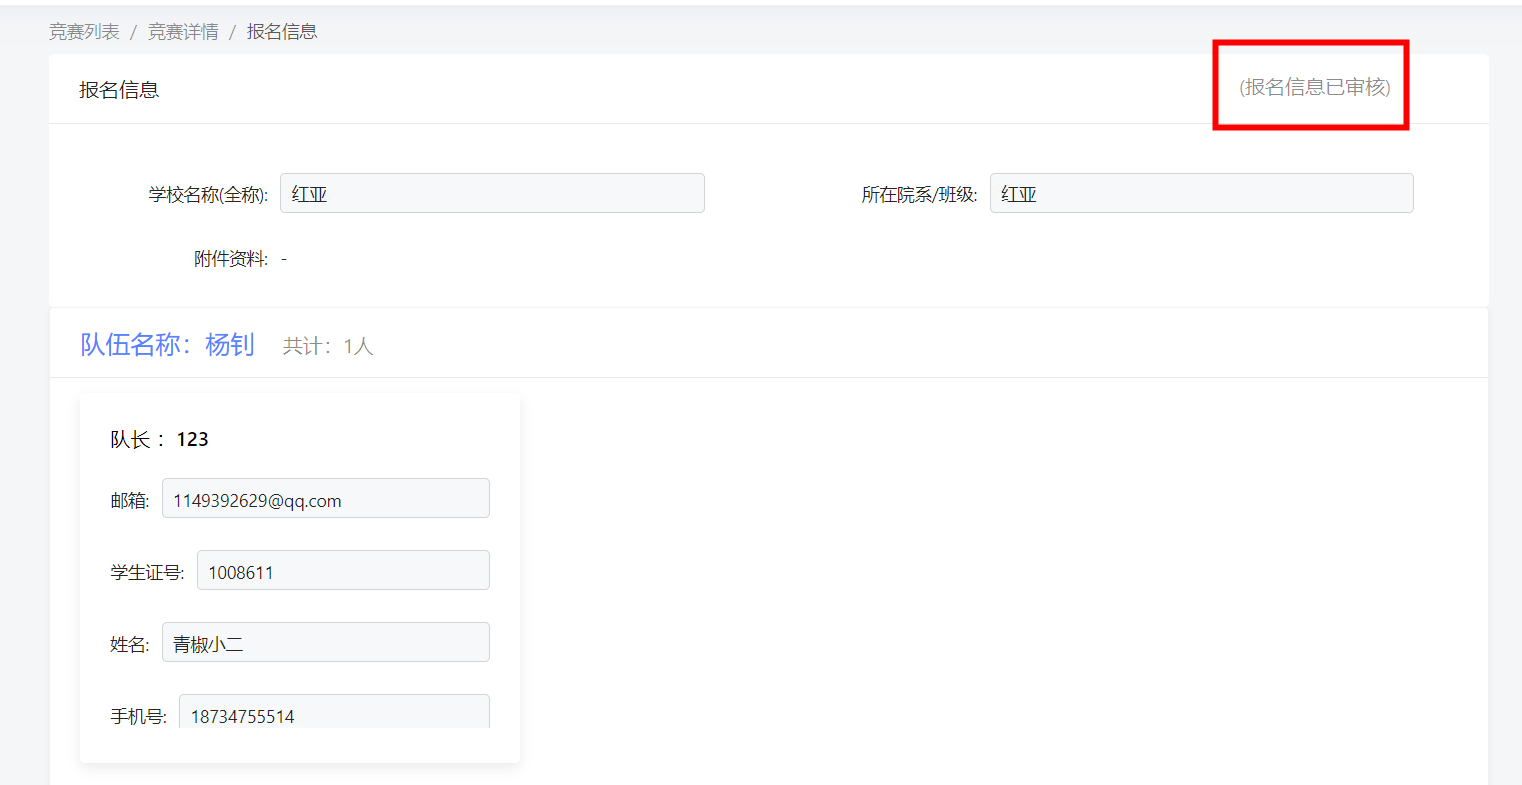 竞赛列表 / 竞赛详情 / 报名信息
报名信息 (报名信息已审核)
学校名称(全称): 红亚 所在院系/班级: 红亚
附件资料: -
队伍名称：杨钊 共计：1人
队长 : 123
邮箱: 1149392629@qq.com
学生证号: 1008611
姓名: 青椒小二
手机号: 18734755514